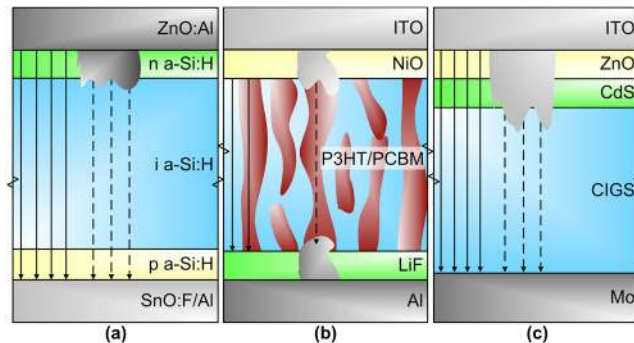 ZnO:Al
n a-Si:H
i a-Si:H
p a-Si:H
SnO:F/Al
(a)
ITO
NiO
P3HT/PCBM
LiF
Al
(b)
ITO
ZnO
CdS
CIGS
Mo
(c)